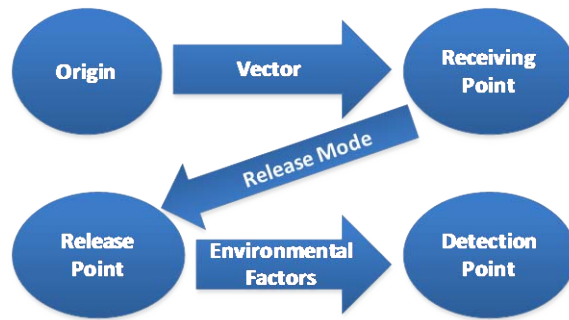 Origin
Vector
Receiving
Point
Release Mode
Release
Point
Environmental
Factors
Detection
Point